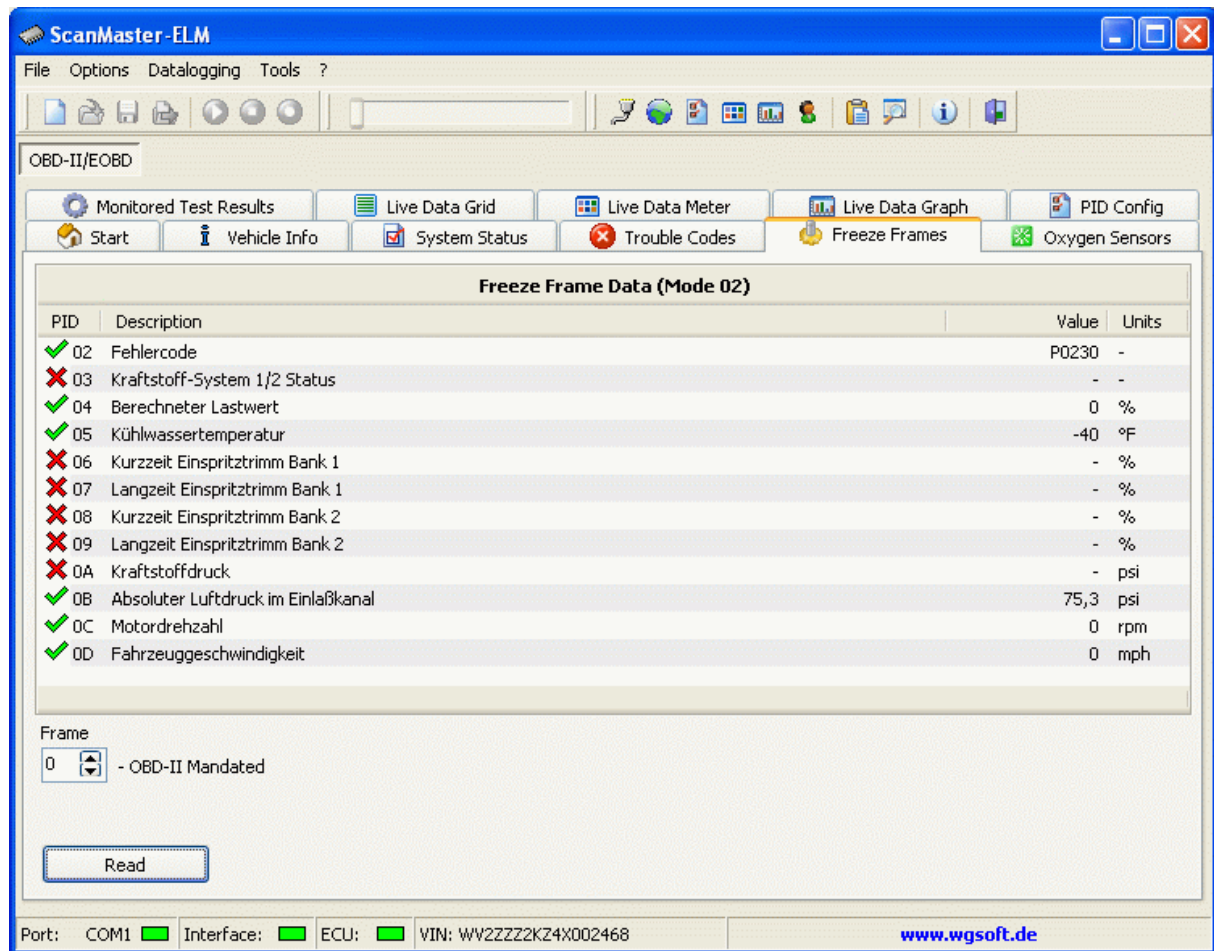 ScanMaster-ELM
File Options Datalogging Tools ?
OBD-II/EOBD
Monitored Test Results Live Data Grid Live Data Meter Live Data Graph PID Config
Start Vehicle Info System Status Trouble Codes Freeze Frames Oxygen Sensors
Freeze Frame Data (Mode 02)
PID Description Value Units
02 Fehlercode P0230 -
03 Kraftstoff-System 1/2 Status - -
04 Berechneter Lastwert 0 %
05 Kühlwassertemperatur -40 °F
06 Kurzzeit Einspritztrimm Bank 1 - %
07 Langzeit Einspritztrimm Bank 1 - %
08 Kurzzeit Einspritztrimm Bank 2 - %
09 Langzeit Einspritztrimm Bank 2 - %
0A Kraftstoffdruck - psi
0B Absoluter Luftdruck im Einlaßkanal 75,3 psi
0C Motordrehzahl 0 rpm
0D Fahrzeuggeschwindigkeit 0 mph
Frame
0 - OBD-II Mandated
Read
Port: COM1 Interface: ECU: VIN: WV2ZZZ2KZ4X002468 www.wgsoft.de